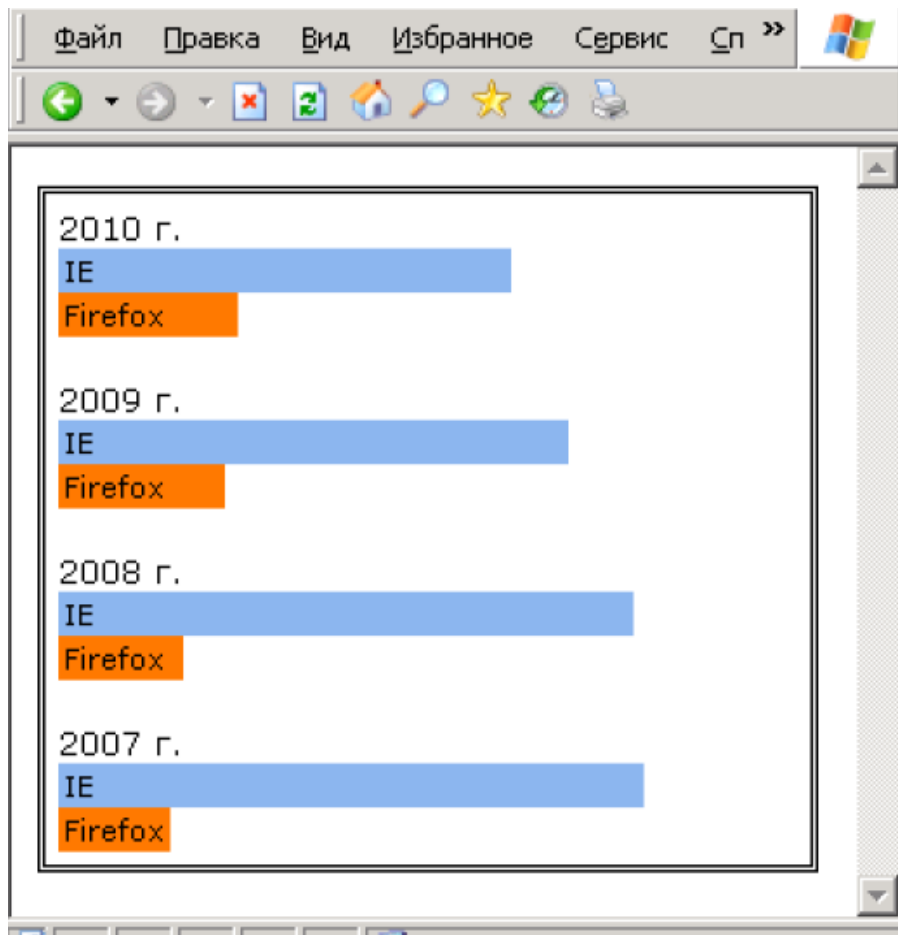 Файл Правка Вид Избранное Сервис Сп »
2010 г.
IE
Firefox
2009 г.
IE
Firefox
2008 г.
IE
Firefox
2007 г.
IE
Firefox